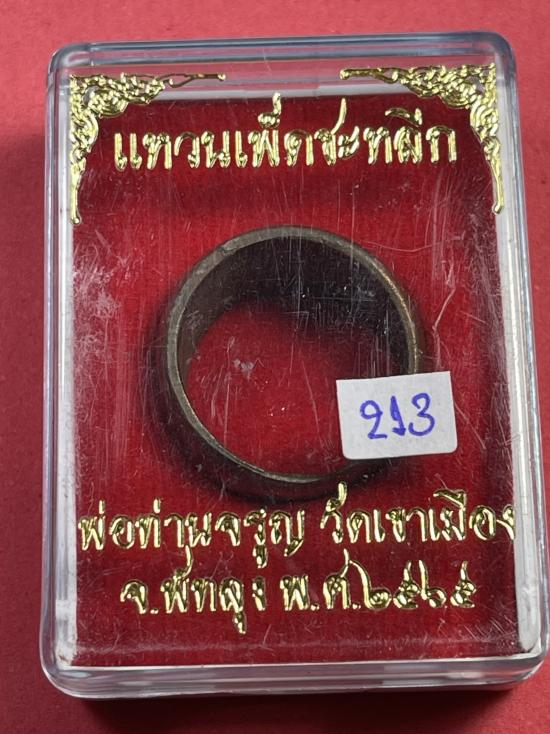 แหวนเพ็ดชะหลีก
213
พ่อท่านจรูญ วัดเขาเมือง
จ.พัทลุง พ.ศ.๒๕๖๕